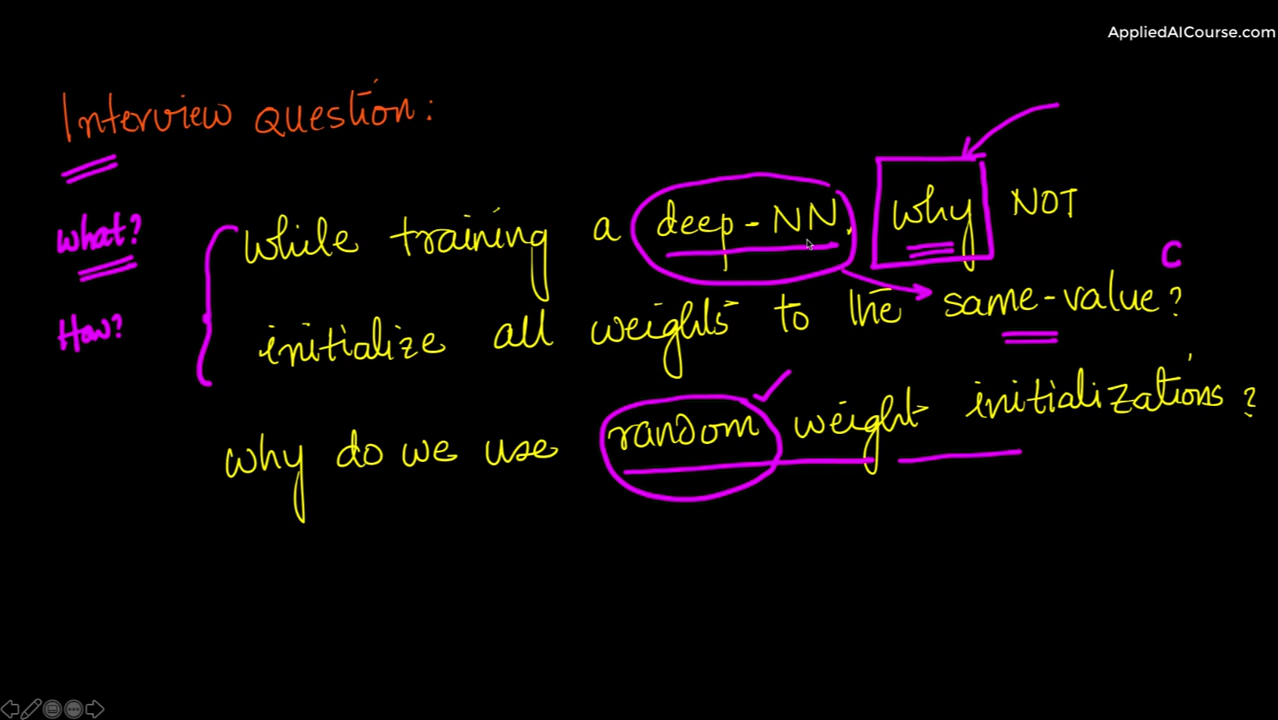 AppliedAICourse.com
Interview question:
what?
while training a deep-NN, why NOT
C
How?
initialize all weights to the same-value?
why do we use random weight initializations?